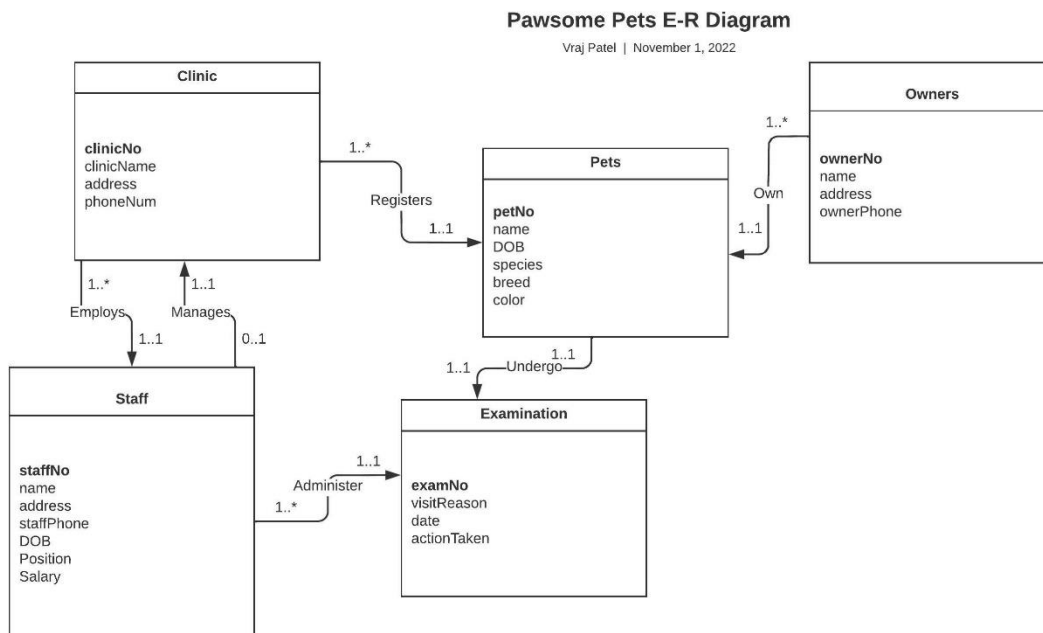 Pawsome Pets E-R Diagram
Vraj Patel | November 1, 2022
Clinic
clinicNo
clinicName
address
phoneNum
1..*
Registers
1..1
Pets
petNo
name
DOB
species
breed
color
Owners
ownerNo
name
address
ownerPhone
1..*
Own
1..1
1..*
Employs
1..1
1..1
Manages
0..1
1..1
Undergo
1..1
Staff
staffNo
name
address
staffPhone
DOB
Position
Salary
1..*
Administer
1..1
Examination
examNo
visitReason
date
actionTaken